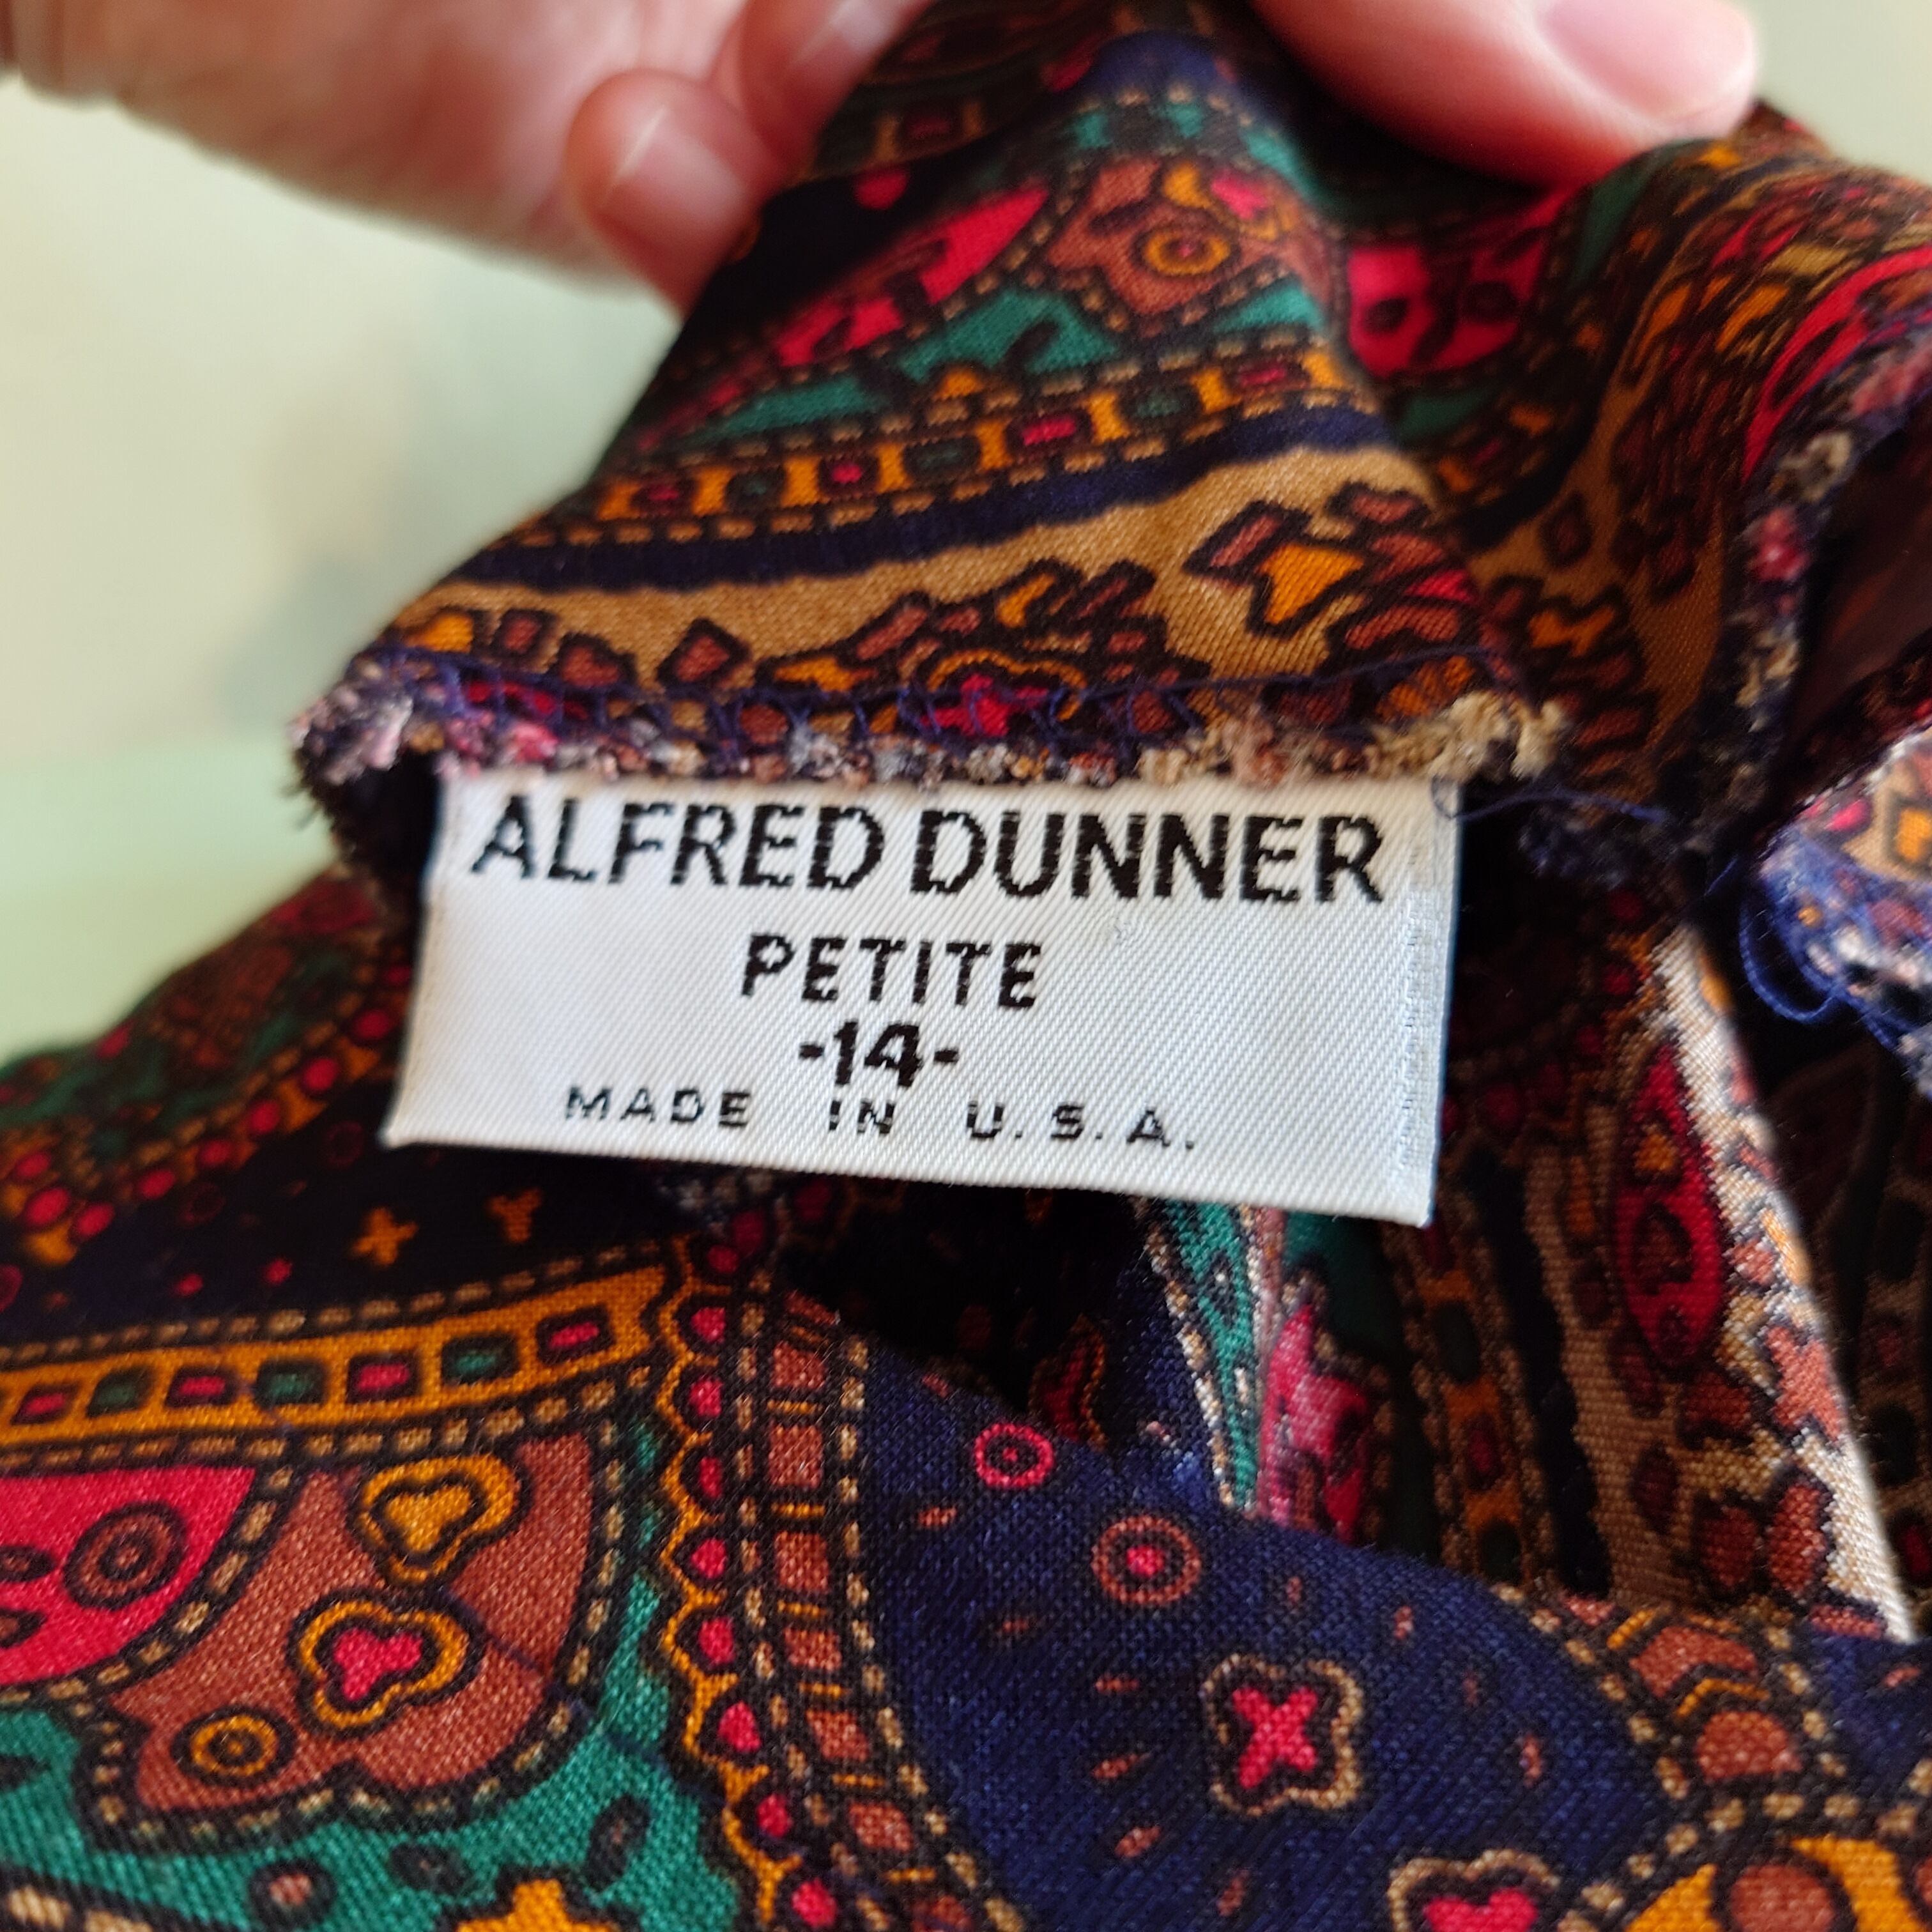 ALFRED DUNNER
PETITE
-14-
MADE IN U.S.A.